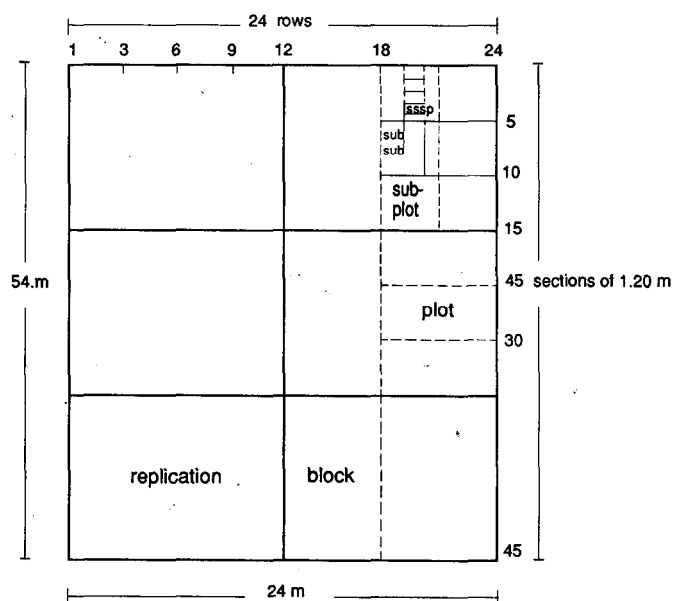 24 rows
1 3 6 9 12 18 24
sssp
5
sub
sub
10
sub-
plot
15
54.m
45 sections of 1.20 m
plot
30
replication block
45
24 m